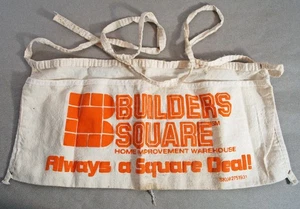 BUILDERS
SQUARE
HOME IMPROVEMENT WAREHOUSE
Always a Square Deal!